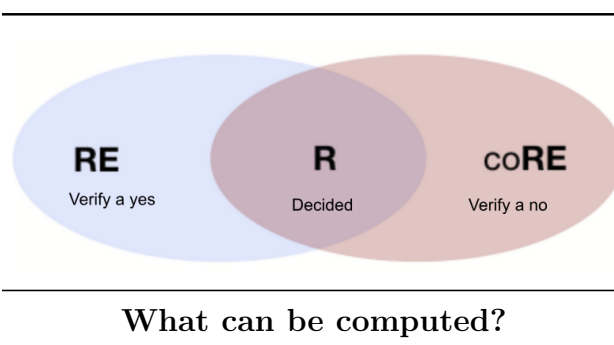 RE R coRE
Verify a yes Decided Verify a no
What can be computed?